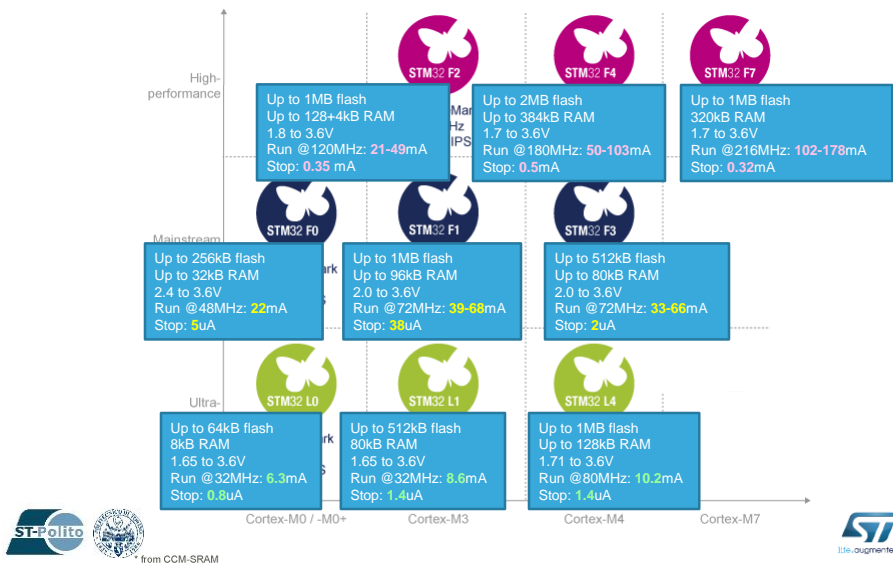 High-
performance
STM32 F2
STM32 F4
STM32 F7
Up to 1MB flash
Up to 128+4kB RAM
1.8 to 3.6V
Run @120MHz: 21-49mA
Stop: 0.35 mA
Hz
IPS
Up to 2MB flash
Up to 384kB RAM
1.7 to 3.6V
Run @180MHz: 50-103mA
Stop: 0.5mA
Up to 1MB flash
320kB RAM
1.7 to 3.6V
Run @216MHz: 102-178mA
Stop: 0.32mA
Mainstream
STM32 F0
STM32 F1
STM32 F3
Up to 256kB flash
Up to 32kB RAM
2.4 to 3.6V
Run @48MHz: 22mA
Stop: 5uA
Up to 1MB flash
Up to 96kB RAM
2.0 to 3.6V
Run @72MHz: 39-68mA
Stop: 38uA
Up to 512kB flash
Up to 80kB RAM
2.0 to 3.6V
Run @72MHz: 33-66mA
Stop: 2uA
Ultra-
STM32 L0
STM32 L1
STM32 L4
Up to 64kB flash
8kB RAM
1.65 to 3.6V
Run @32MHz: 6.3mA
Stop: 0.8uA
Up to 512kB flash
80kB RAM
1.65 to 3.6V
Run @32MHz: 8.6mA
Stop: 1.4uA
Up to 1MB flash
Up to 128kB RAM
1.71 to 3.6V
Run @80MHz: 10.2mA
Stop: 1.4uA
Cortex-M0 / -M0+
Cortex-M3
Cortex-M4
Cortex-M7
ST-Polito
* from CCM-SRAM
ST
life.augmente